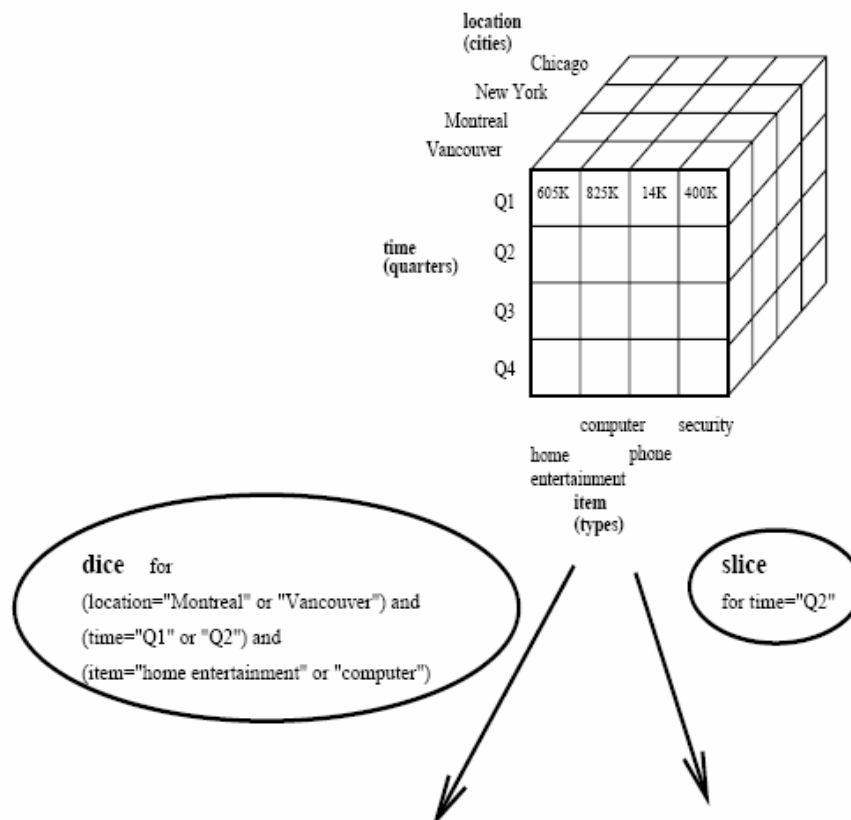 location
(cities)
Chicago
New York
Montreal
Vancouver
Q1
605K 825K 14K 400K
time
(quarters)
Q2
Q3
Q4
computer security
home phone
entertainment
item
(types)
dice for
(location="Montreal" or "Vancouver") and
(time="Q1" or "Q2") and
(item="home entertainment" or "computer")
slice
for time="Q2"